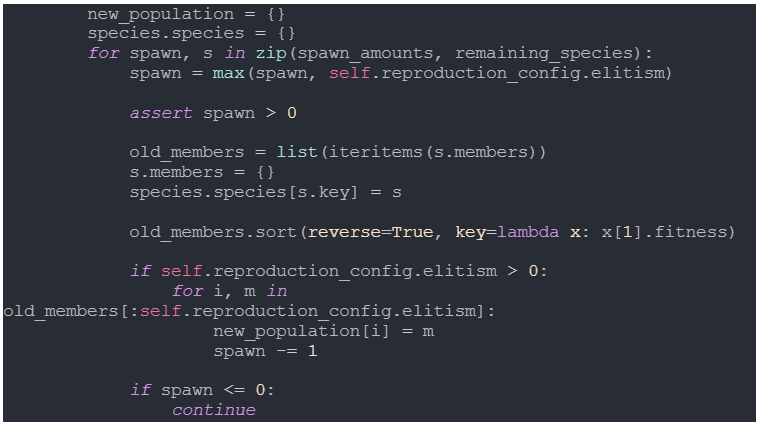 new_population = {}
species.species = {}
for spawn, s in zip(spawn_amounts, remaining_species):
spawn = max(spawn, self.reproduction_config.elitism)
assert spawn > 0
old_members = list(iteritems(s.members))
s.members = {}
species.species[s.key] = s
old_members.sort(reverse=True, key=lambda x: x[1].fitness)
if self.reproduction_config.elitism > 0:
for i, m in
old_members[:self.reproduction_config.elitism]:
new_population[i] = m
spawn -= 1
if spawn <= 0:
continue